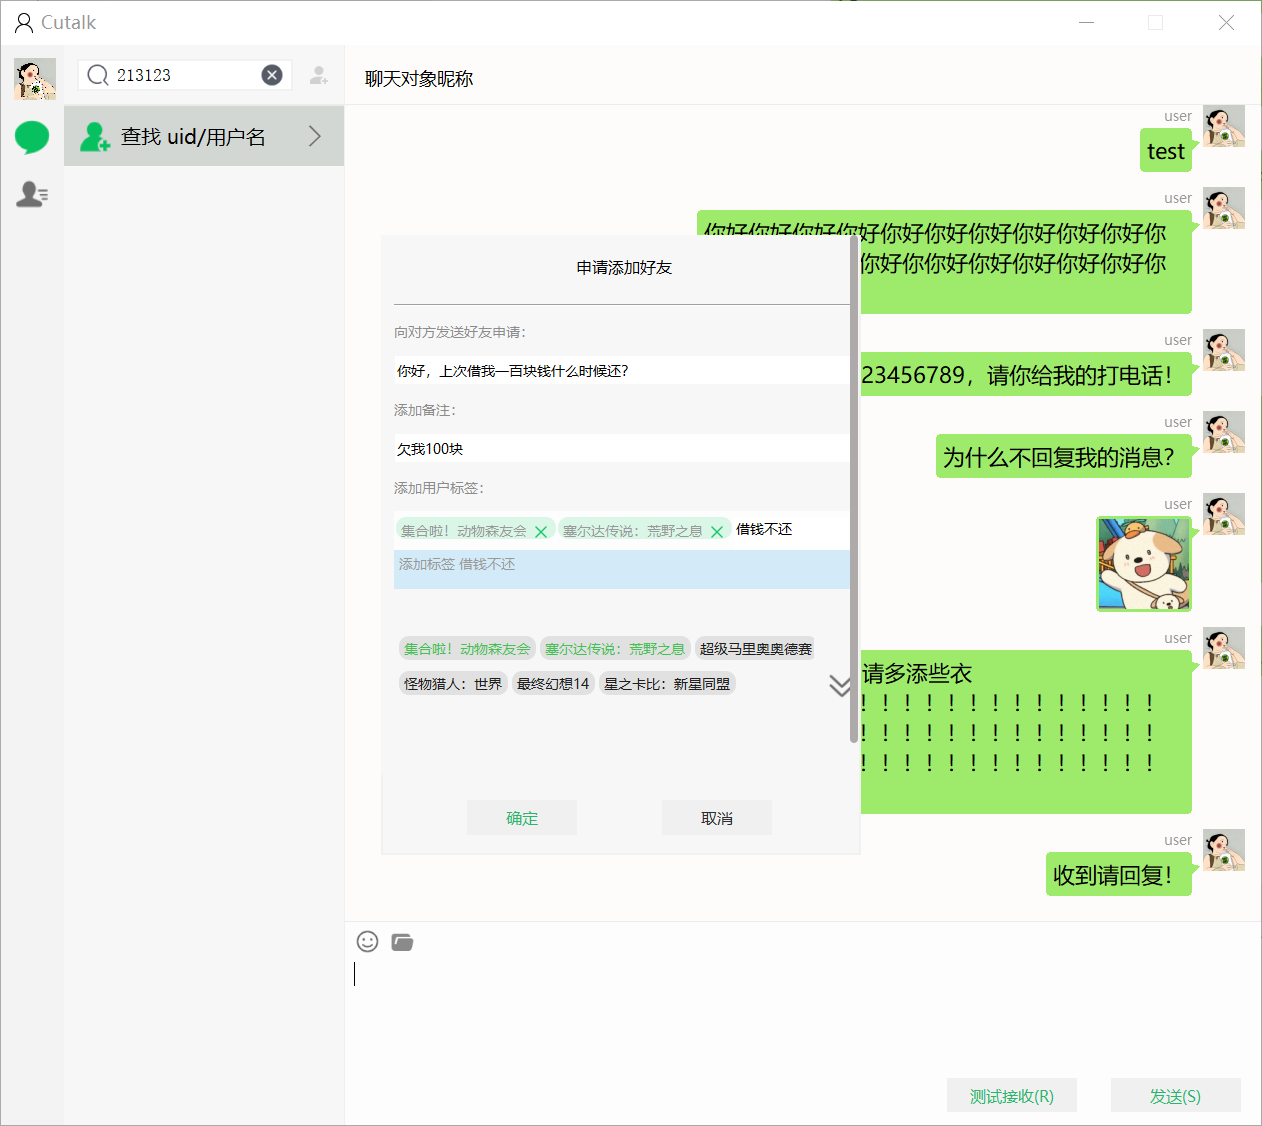 Cutalk
213123
查找 uid/用户名
聊天对象昵称
user
test
user
你好你好你好你好你好你好你好你好你好你好你
你好你你好你好你好你好你好你
user
23456789，请你给我的打电话！
user
为什么不回复我的消息？
user
user
请多添些衣
！！！！！！！！！！！！！！
！！！！！！！！！！！！！！
！！！！！！！！！！！！！！
user
收到请回复！
申请添加好友
向对方发送好友申请：
你好，上次借我一百块钱什么时候还？
添加备注：
欠我100块
添加用户标签：
集合啦！动物森友会 塞尔达传说：荒野之息 借钱不还
添加标签 借钱不还
集合啦！动物森友会 塞尔达传说：荒野之息 超级马里奥奥德赛
怪物猎人：世界 最终幻想14 星之卡比：新星同盟
确定 取消
测试接收(R) 发送(S)